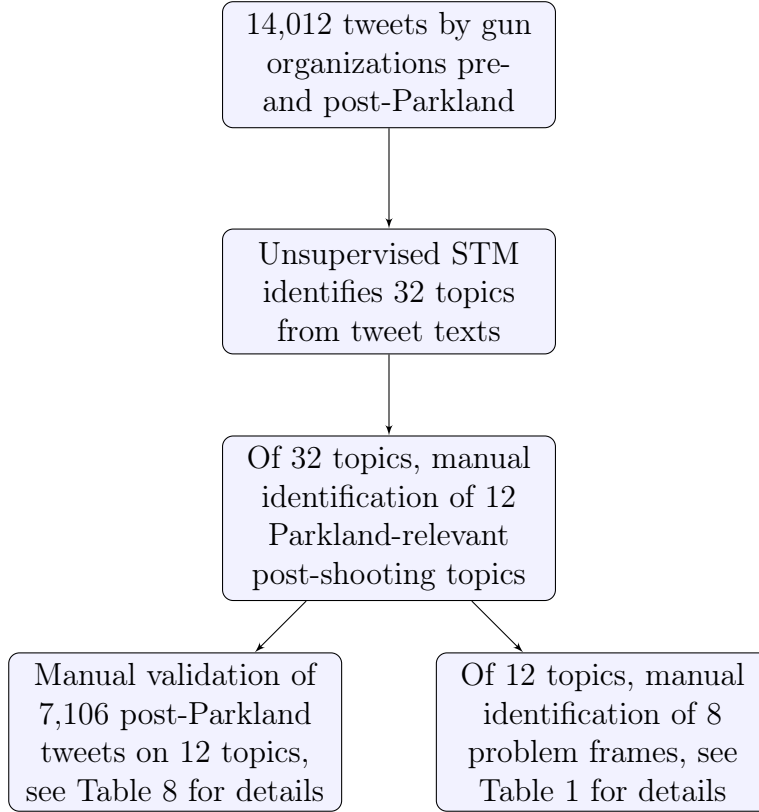 14,012 tweets by gun
organizations pre-
and post-Parkland
Unsupervised STM
identifies 32 topics
from tweet texts
Of 32 topics, manual
identification of 12
Parkland-relevant
post-shooting topics
Manual validation of
7,106 post-Parkland
tweets on 12 topics,
see Table 8 for details
Of 12 topics, manual
identification of 8
problem frames, see
Table 1 for details